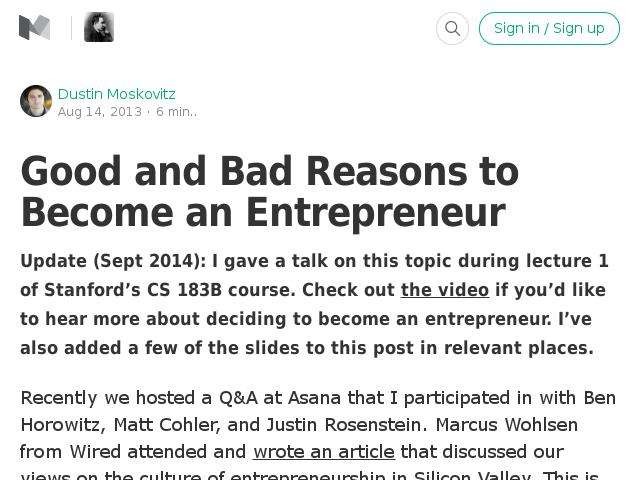 Sign in / Sign up
Dustin Moskovitz
Aug 14, 2013 · 6 min..
Good and Bad Reasons to
Become an Entrepreneur
Update (Sept 2014): I gave a talk on this topic during lecture 1
of Stanford’s CS 183B course. Check out the video if you’d like
to hear more about deciding to become an entrepreneur. I’ve
also added a few of the slides to this post in relevant places.
Recently we hosted a Q&A at Asana that I participated in with Ben
Horowitz, Matt Cohler, and Justin Rosenstein. Marcus Wohlsen
from Wired attended and wrote an article that discussed our
views on the culture of entrepreneurship in Silicon Valley. This is